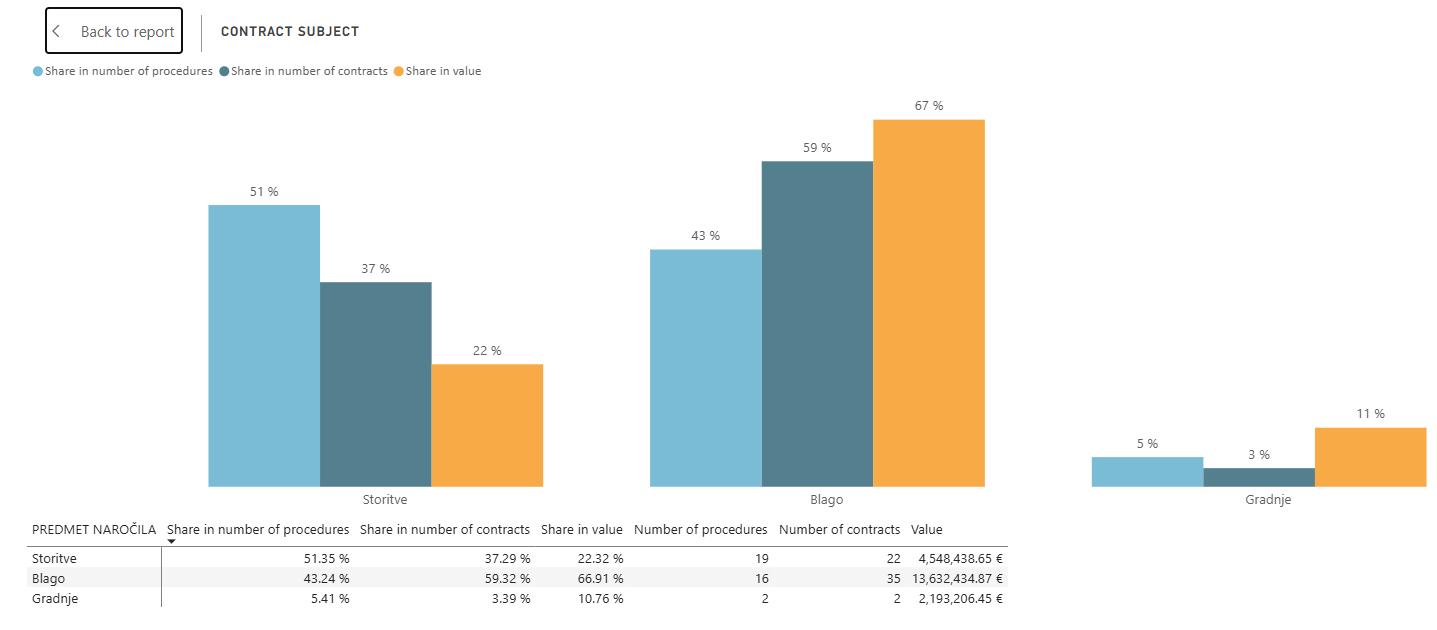 Back to report
CONTRACT SUBJECT
Share in number of procedures Share in number of contracts Share in value
67 %
59 %
51 %
43 %
37 %
22 %
11 %
5 %
3 %
Storitve Blago Gradnje
PREDMET NAROČILA Share in number of procedures Share in number of contracts Share in value Number of procedures Number of contracts Value
Storitve 51.35 % 37.29 % 22.32 % 19 22 4,548,438.65 €
Blago 43.24 % 59.32 % 66.91 % 16 35 13,632,434.87 €
Gradnje 5.41 % 3.39 % 10.76 % 2 2 2,193,206.45 €